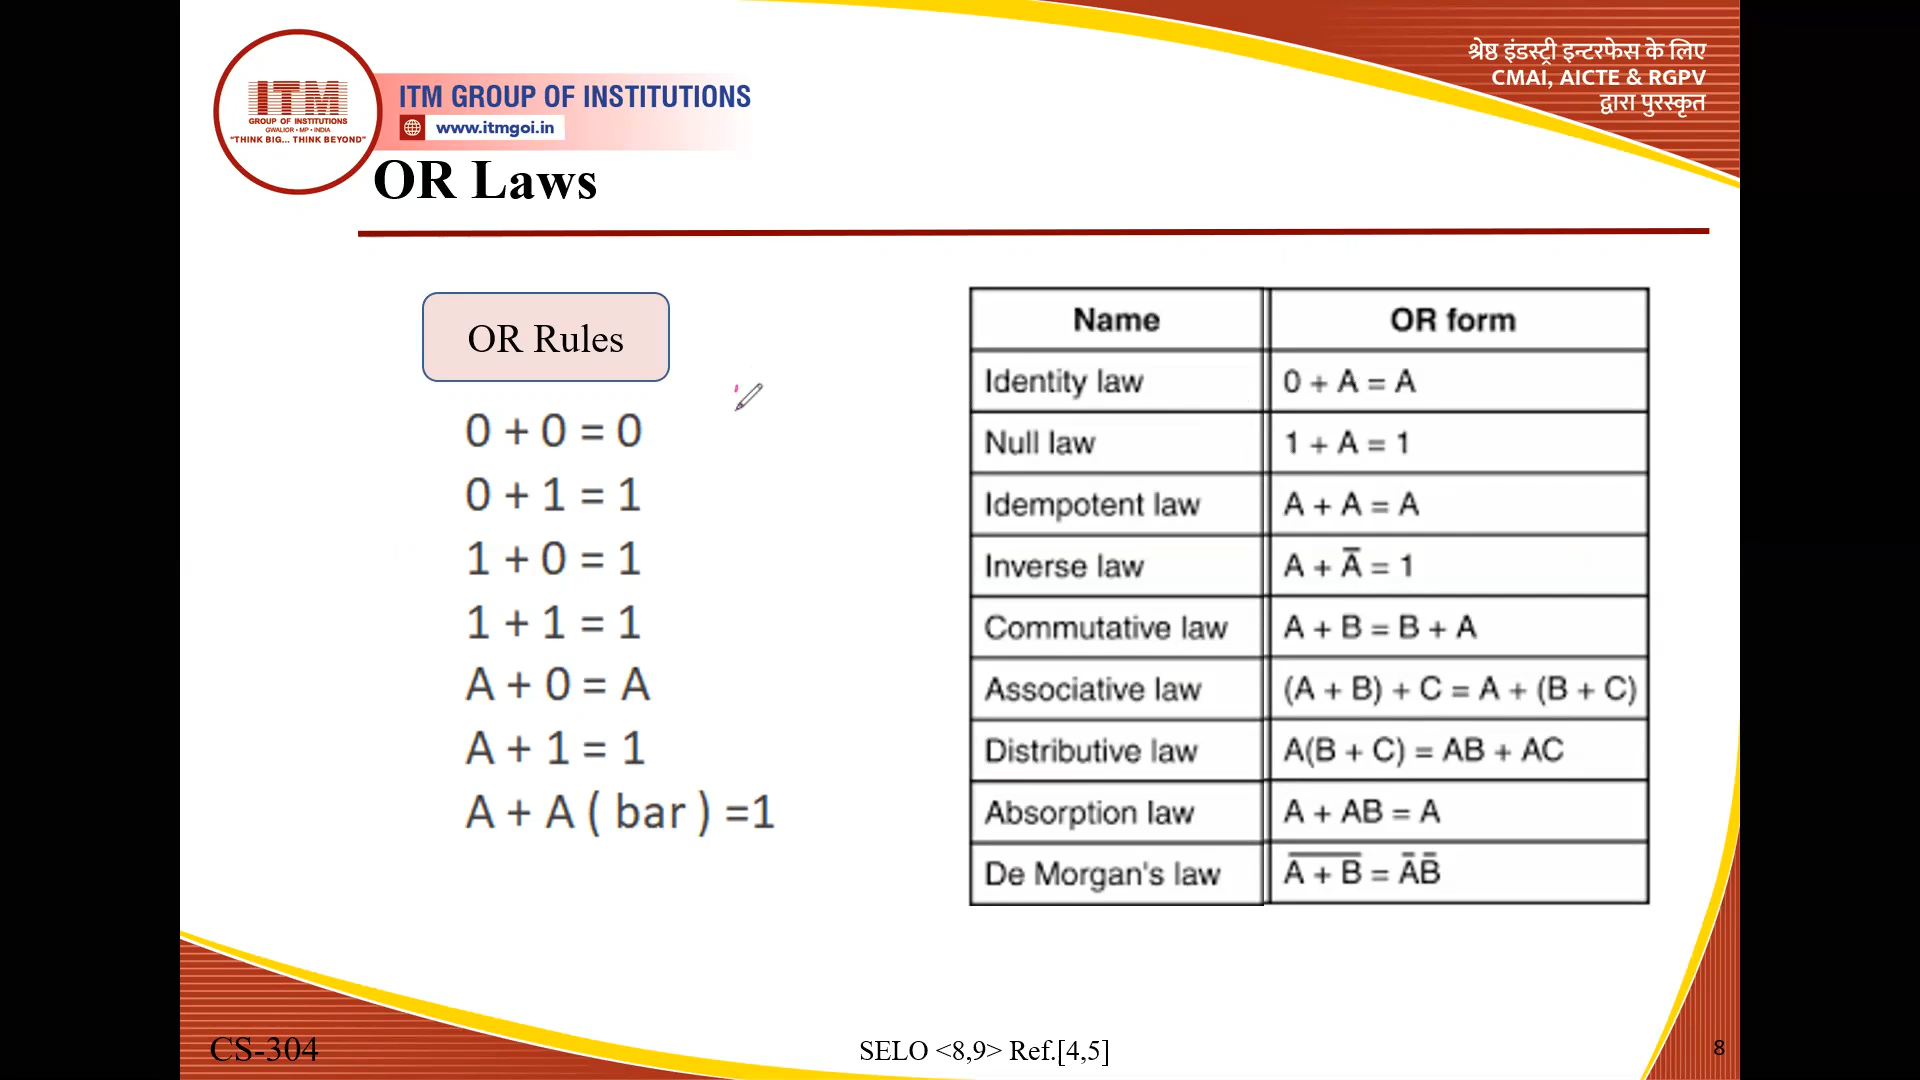 ITM
GROUP OF INSTITUTIONS
GWALIOR • MP • INDIA
“THINK BIG... THINK BEYOND”
ITM GROUP OF INSTITUTIONS
www.itmgoi.in
श्रेष्ठ इंडस्ट्री इन्टरफेस के लिए
CMAI, AICTE & RGPV
द्वारा पुरस्कृत
OR Laws
OR Rules
0 + 0 = 0
0 + 1 = 1
1 + 0 = 1
1 + 1 = 1
A + 0 = A
A + 1 = 1
A + A ( bar ) =1
Name OR form
Identity law 0 + A = A
Null law 1 + A = 1
Idempotent law A + A = A
Inverse law A + A̅ = 1
Commutative law A + B = B + A
Associative law (A + B) + C = A + (B + C)
Distributive law A(B + C) = AB + AC
Absorption law A + AB = A
De Morgan's law A̅ ̅+̅ ̅B̅ = A̅B̅
CS-304
SELO <8,9> Ref.[4,5]
8